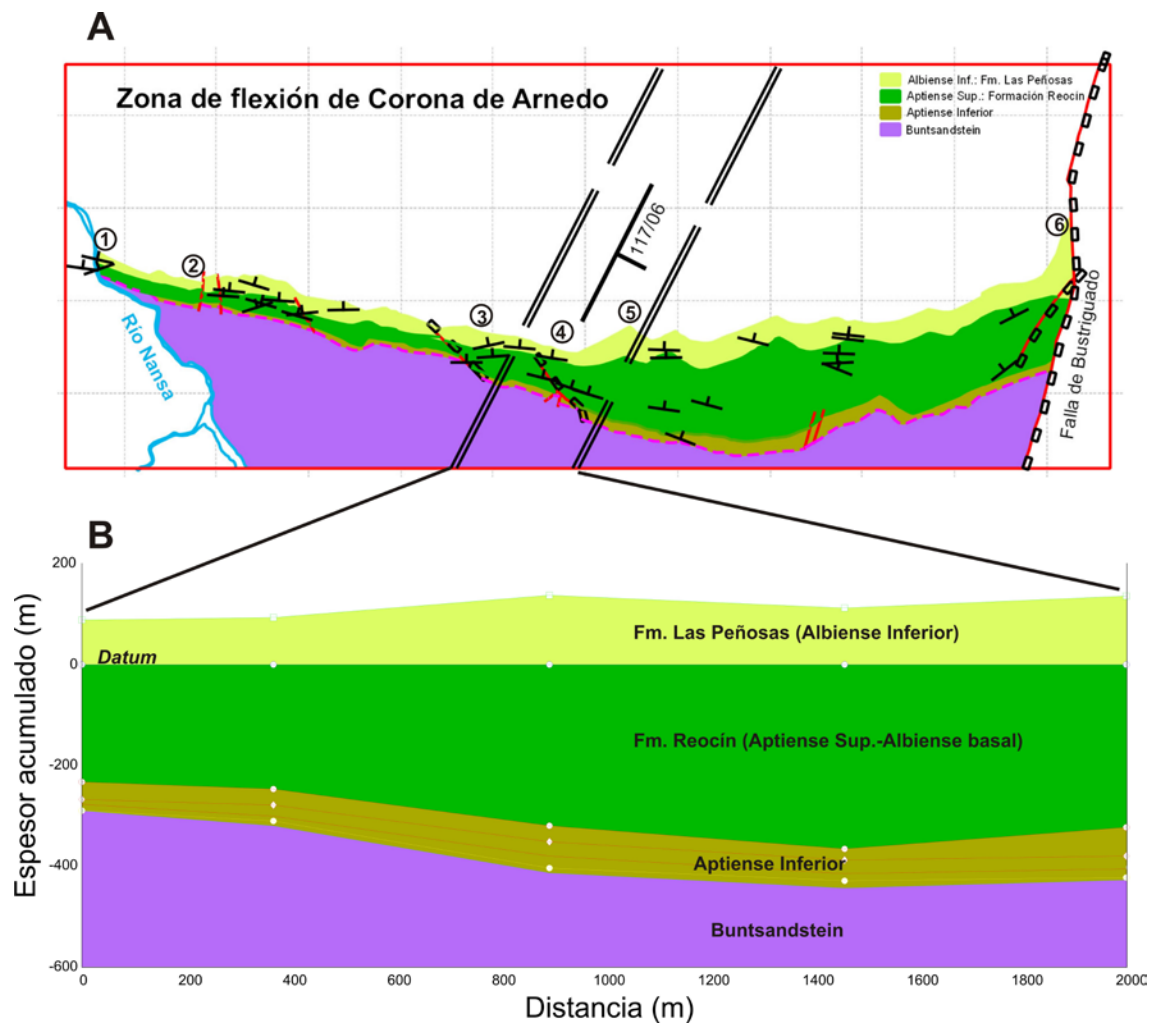 A
Zona de flexión de Corona de Arnedo
Albiense Inf.: Fm. Las Peñosas
Aptiense Sup.: Formación Reocín
Aptiense Inferior
Buntsandstein
1
2
3
4
5
6
117/06
Río Nansa
Falla de Bustriguado
B
Espesor acumulado (m)
200
0
-200
-400
-600
Datum
Fm. Las Peñosas (Albiense Inferior)
Fm. Reocín (Aptiense Sup.-Albiense basal)
Aptiense Inferior
Buntsandstein
0
400
600
800
1000
1200
1400
1600
1800
2000
Distancia (m)